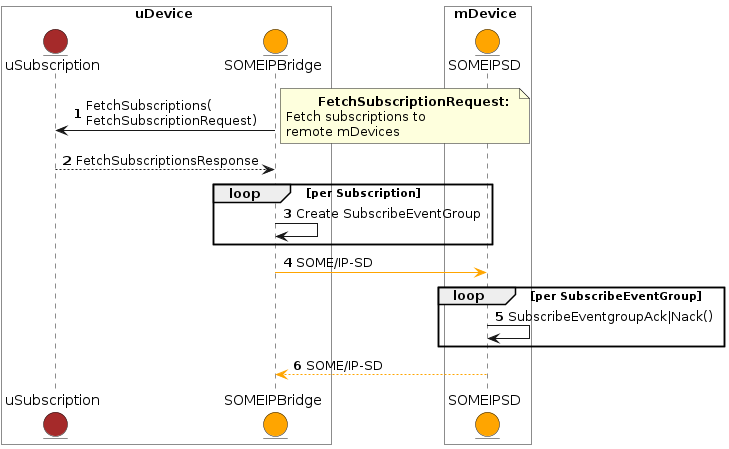 uDevice
mDevice
uSubscription
SOMEIPBridge
SOMEIPSD
FetchSubscriptionRequest:
Fetch subscriptions to
remote mDevices
1 FetchSubscriptions(
FetchSubscriptionRequest)
2 FetchSubscriptionsResponse
loop [per Subscription]
3 Create SubscribeEventGroup
4 SOME/IP-SD
loop [per SubscribeEventGroup]
5 SubscribeEventgroupAck|Nack()
6 SOME/IP-SD
uSubscription
SOMEIPBridge
SOMEIPSD